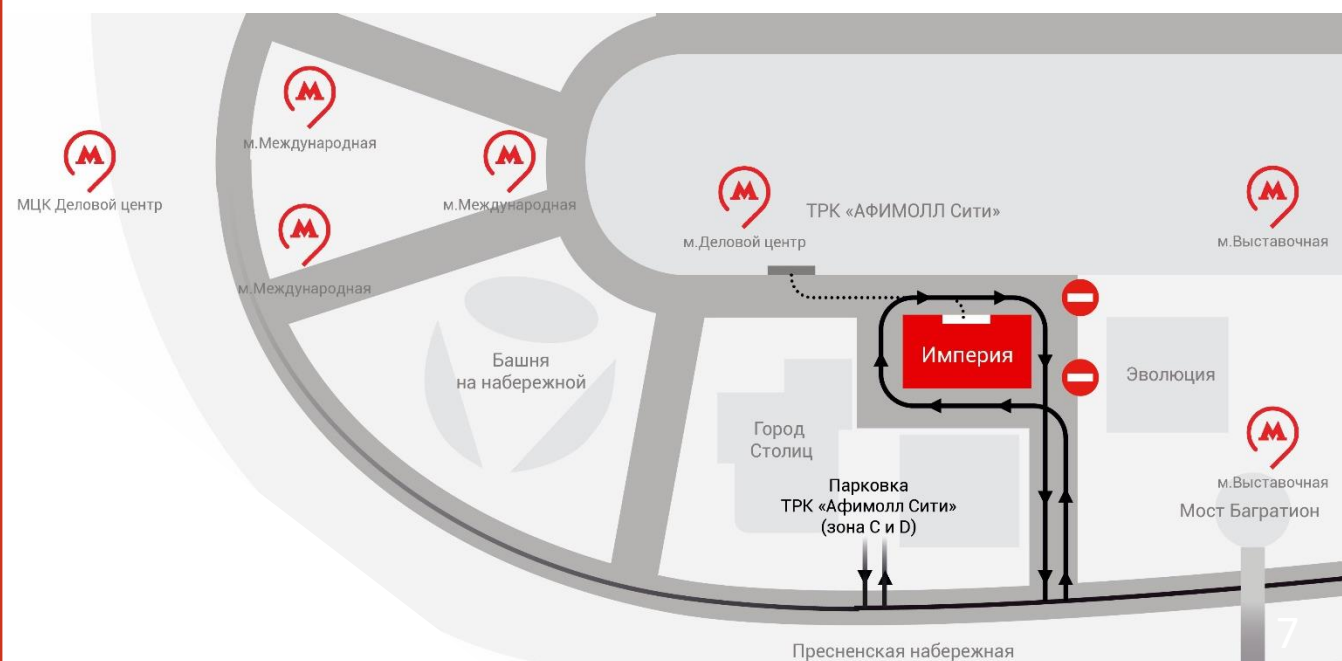 м.Международная
МЦК Деловой центр
м.Международная
м.Международная
м.Деловой центр
ТРК «АФИМОЛЛ Сити»
м.Выставочная
Башня
на набережной
Империя
Эволюция
Город
Столиц
Парковка
ТРК «Афимолл Сити»
(зона C и D)
м.Выставочная
Мост Багратион
Пресненская набережная
7